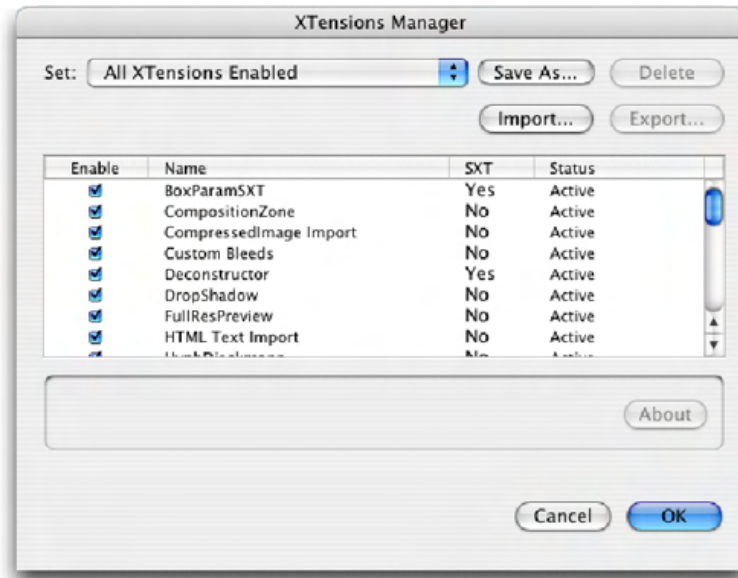 XTensions Manager
Set: All XTensions Enabled Save As... Delete
Import... Export...
Enable Name SXT Status
BoxParamSXT Yes Active
CompositionZone No Active
CompressedImage Import No Active
Custom Bleeds No Active
Deconstructor Yes Active
DropShadow No Active
FullResPreview No Active
HTML Text Import No Active
No Active
About
Cancel OK